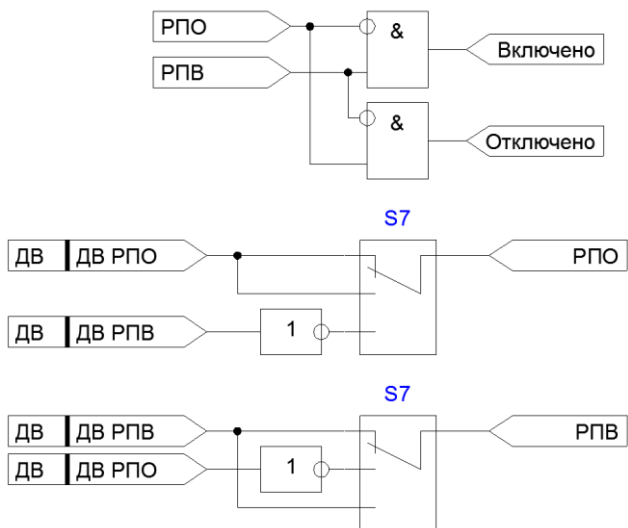 РПО
&
Включено
РПВ
&
Отключено
S7
ДВ ДВ РПО
РПО
ДВ ДВ РПВ
1
S7
ДВ ДВ РПВ
РПВ
ДВ ДВ РПО
1